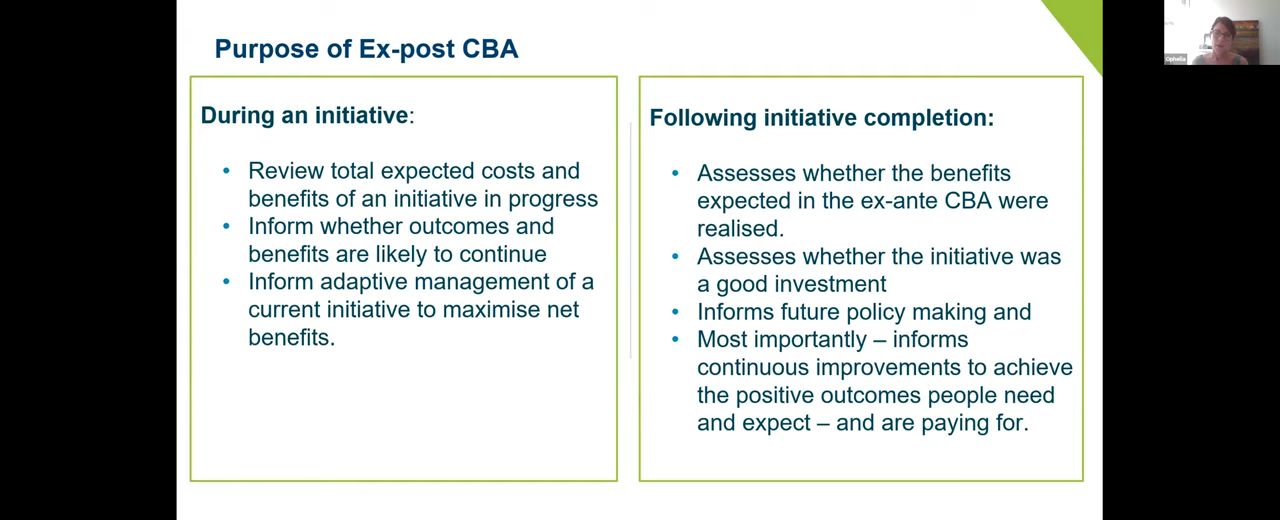 Purpose of Ex-post CBA
During an initiative:
• Review total expected costs and
benefits of an initiative in progress
• Inform whether outcomes and
benefits are likely to continue
• Inform adaptive management of a
current initiative to maximise net
benefits.
Following initiative completion:
• Assesses whether the benefits
expected in the ex-ante CBA were
realised.
• Assesses whether the initiative was
a good investment
• Informs future policy making and
• Most importantly – informs
continuous improvements to achieve
the positive outcomes people need
and expect – and are paying for.
Ophelia